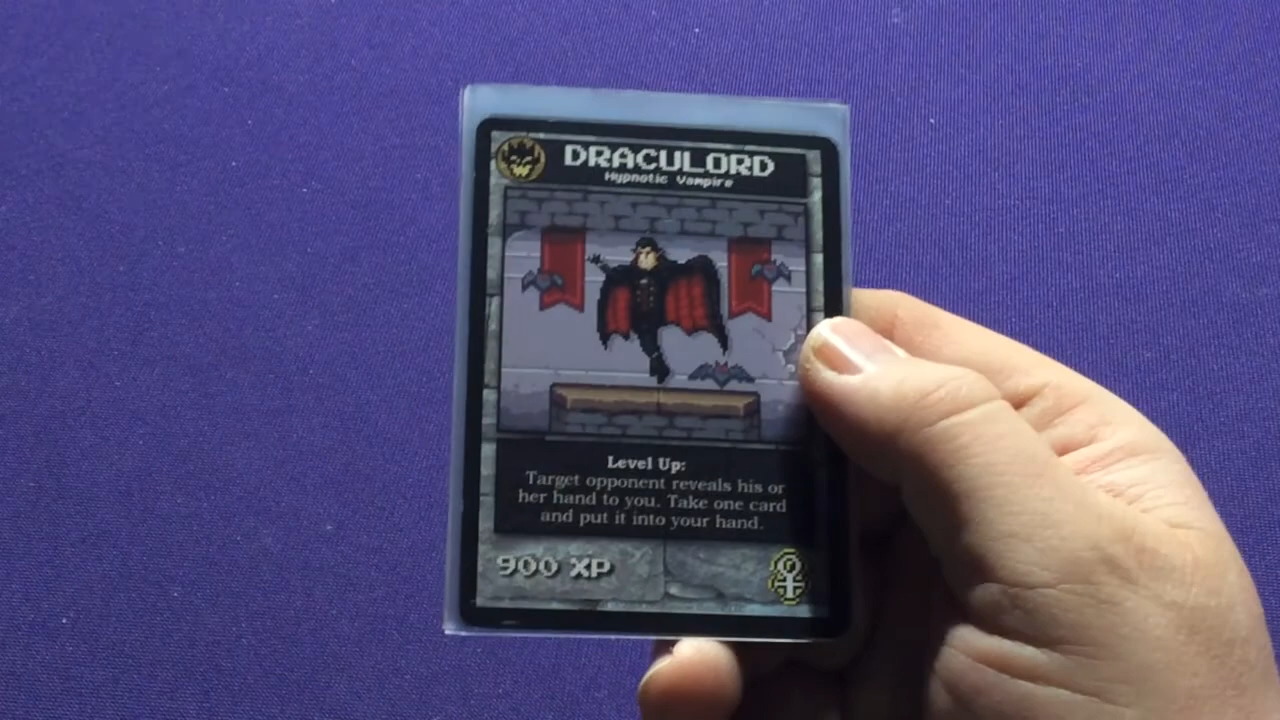 DRACULORD
Hypnotic Vampire
Level Up:
Target opponent reveals his or
her hand to you. Take one card
and put it into your hand.
900 XP